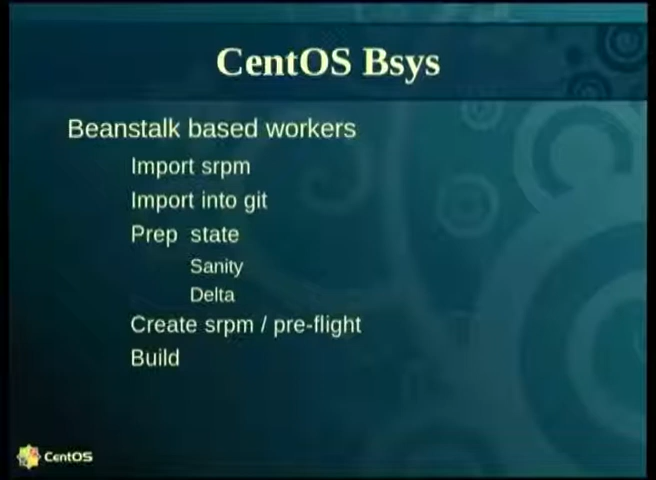 CentOS Bsys
Beanstalk based workers
Import srpm
Import into git
Prep state
Sanity
Delta
Create srpm / pre-flight
Build
CentOS